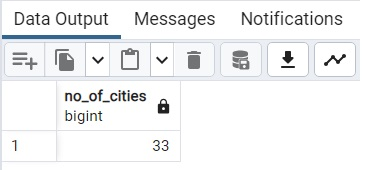 Data Output Messages Notifications
no_of_cities
bigint
1 33